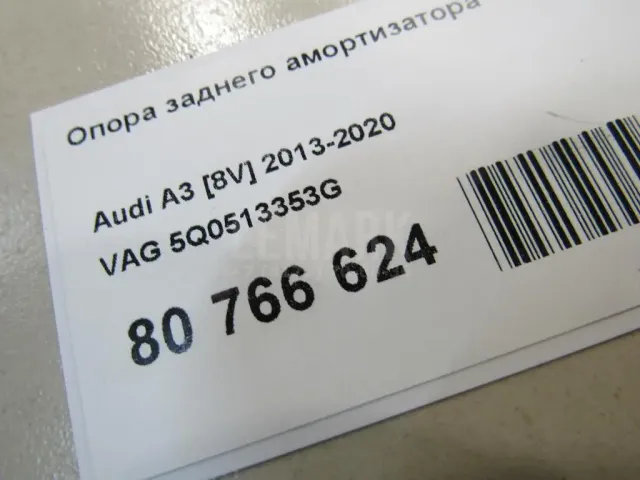 Опора заднего амортизатора
Audi A3 [8V] 2013-2020
VAG 5Q0513353G
80 766 624